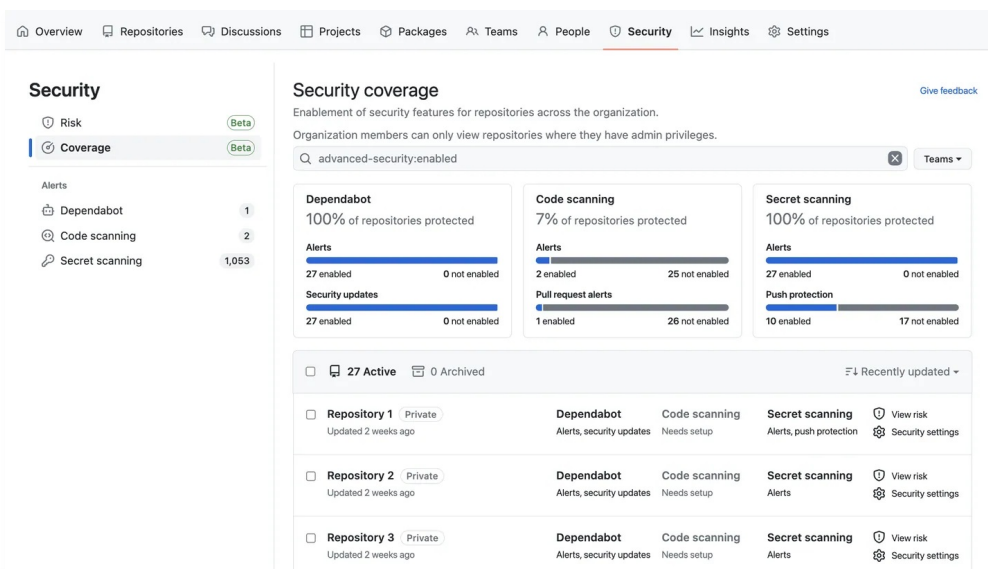 Overview Repositories Discussions Projects Packages Teams People Security Insights Settings
Security
Risk Beta
Coverage Beta
Alerts
Dependabot 1
Code scanning 2
Secret scanning 1,053
Security coverage Give feedback
Enablement of security features for repositories across the organization.
Organization members can only view repositories where they have admin privileges.
advanced-security:enabled Teams
Dependabot
100% of repositories protected
Alerts
27 enabled 0 not enabled
Security updates
27 enabled 0 not enabled
Code scanning
7% of repositories protected
Alerts
2 enabled 25 not enabled
Pull request alerts
1 enabled 26 not enabled
Secret scanning
100% of repositories protected
Alerts
27 enabled 0 not enabled
Push protection
10 enabled 17 not enabled
27 Active 0 Archived Recently updated
Repository 1 Private Dependabot Code scanning Secret scanning View risk
Updated 2 weeks ago Alerts, security updates Needs setup Alerts, push protection Security settings
Repository 2 Private Dependabot Code scanning Secret scanning View risk
Updated 2 weeks ago Alerts, security updates Needs setup Alerts Security settings
Repository 3 Private Dependabot Code scanning Secret scanning View risk
Updated 2 weeks ago Alerts, security updates Needs setup Alerts Security settings